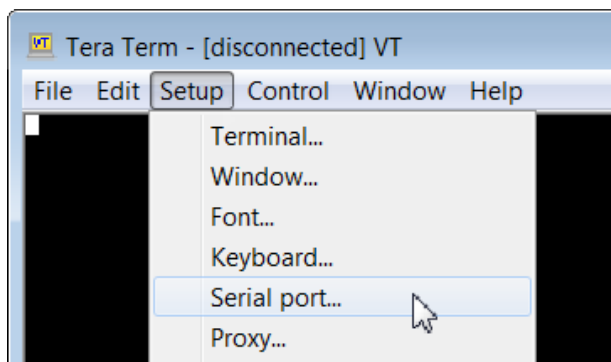 Tera Term - [disconnected] VT
File Edit Setup Control Window Help
Terminal...
Window...
Font...
Keyboard...
Serial port...
Proxy...